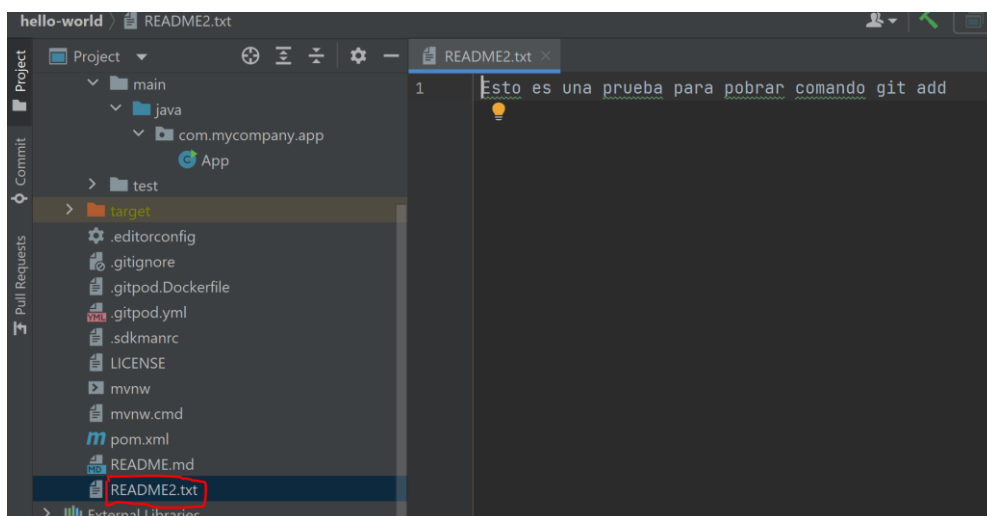 hello-world 〉 README2.txt
Project
Project
README2.txt
main
java
com.mycompany.app
App
test
target
.editorconfig
.gitignore
.gitpod.Dockerfile
.gitpod.yml
.sdkmanrc
LICENSE
mvnw
mvnw.cmd
pom.xml
README.md
README2.txt
External Libraries
Commit
Pull Requests
1 Esto es una prueba para pobrar comando git add